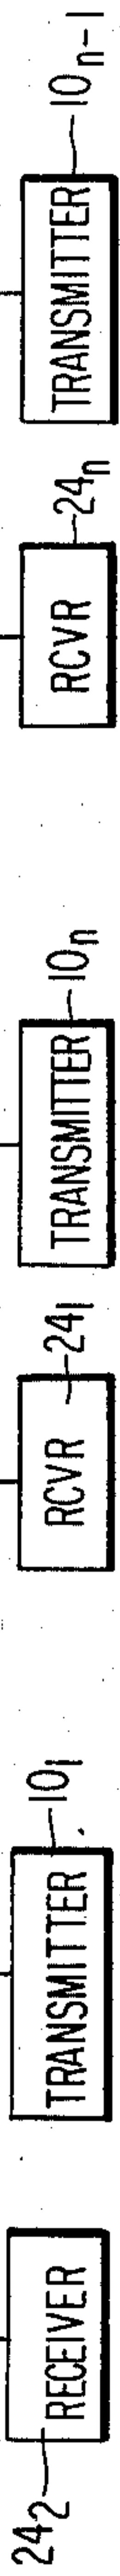 24₂ RECEIVER
TRANSMITTER 10₁
RCVR 24₁
TRANSMITTER 10ₙ
RCVR 24ₙ
TRANSMITTER 10ₙ₋₁